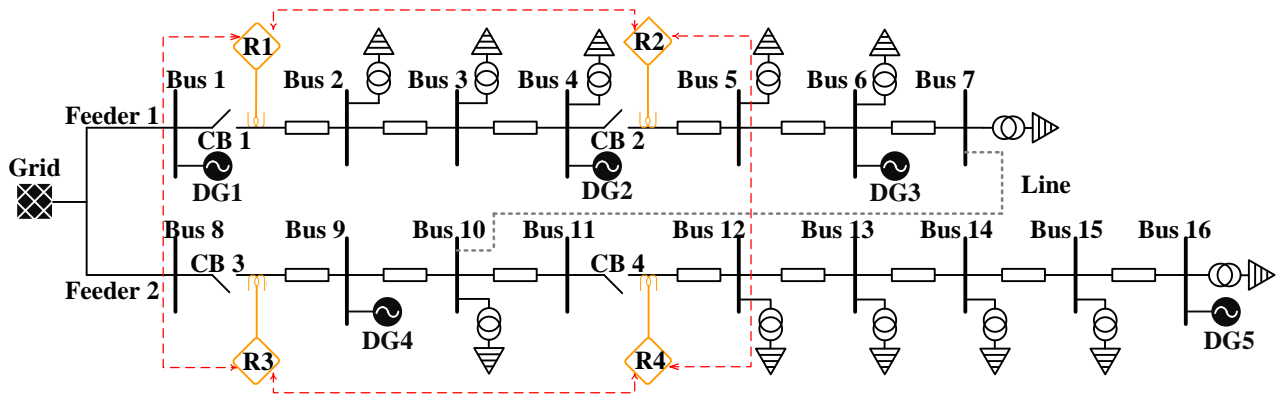 R1
R2
Bus 1
Bus 2
Bus 3
Bus 4
Bus 5
Bus 6
Bus 7
Feeder 1
CB 1
CB 2
Grid
DG1
DG2
DG3
Line
Bus 8
Bus 9
Bus 10
Bus 11
Bus 12
Bus 13
Bus 14
Bus 15
Bus 16
CB 3
CB 4
Feeder 2
DG4
DG5
R3
R4